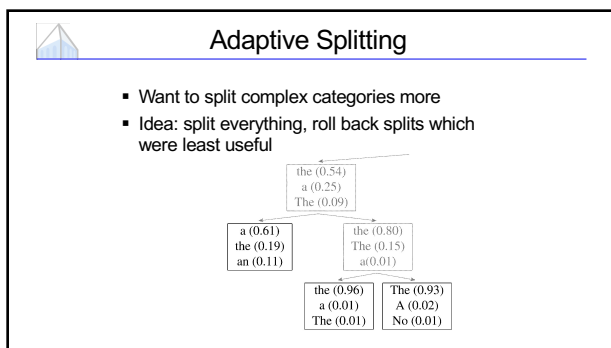 Adaptive Splitting
▪ Want to split complex categories more
▪ Idea: split everything, roll back splits which
were least useful
the (0.54)
a (0.25)
The (0.09)
a (0.61)
the (0.19)
an (0.11)
the (0.80)
The (0.15)
a(0.01)
the (0.96)
a (0.01)
The (0.01)
The (0.93)
A (0.02)
No (0.01)